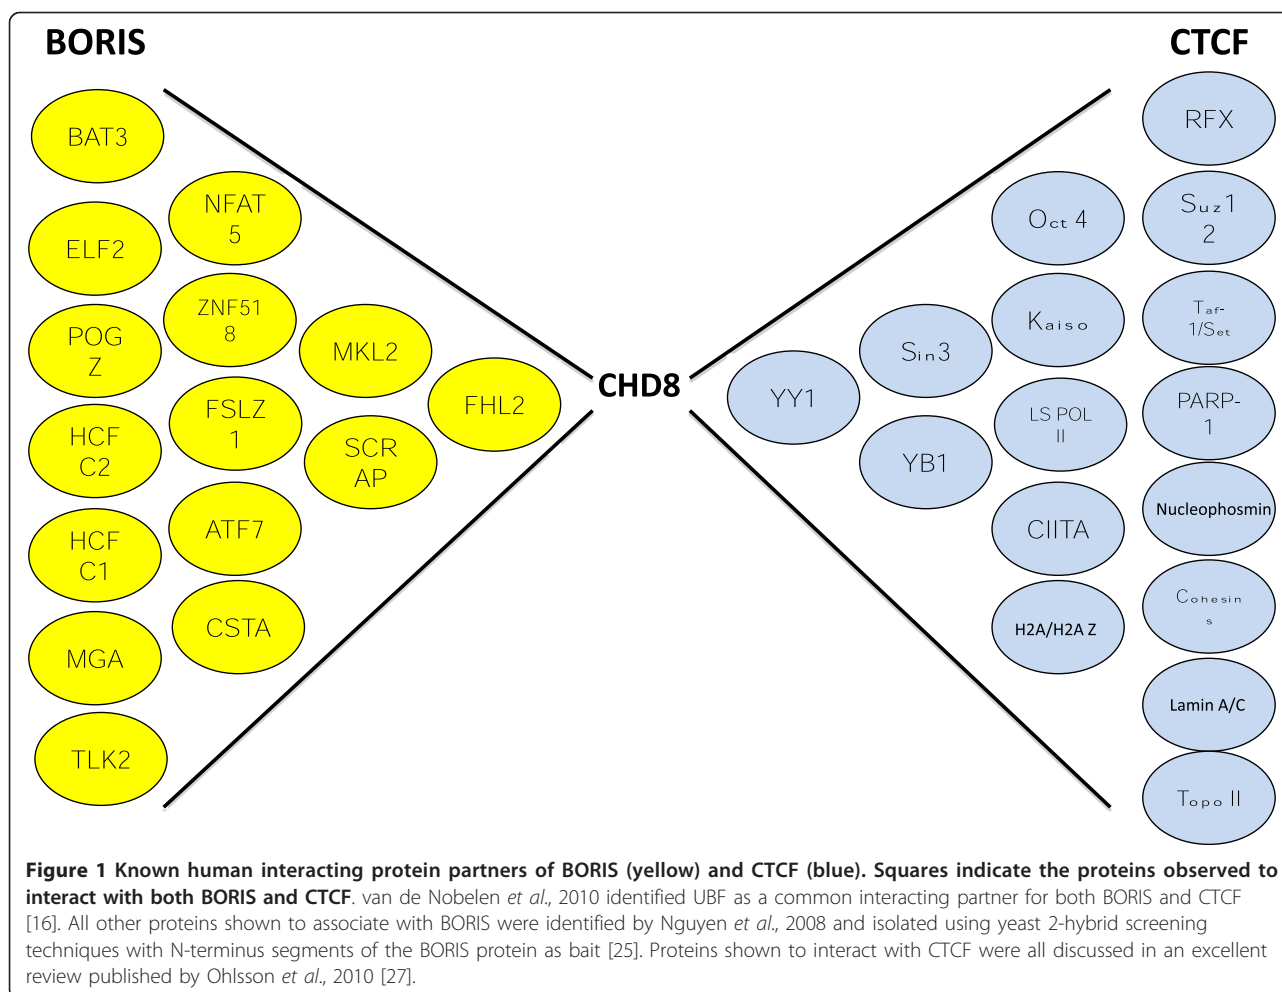 BORIS
CTCF
BAT3
ELF2
POG
Z
HCF
C2
HCF
C1
MGA
TLK2
NFAT
5
ZNF51
8
FSLZ
1
ATF7
CSTA
MKL2
SCR
AP
FHL2
CHD8
YY1
Sin3
YB1
Oct 4
Kaiso
LS POL
II
CIITA
H2A/H2A Z
RFX
Suz1
2
Taf-
1/Set
PARP-
1
Nucleophosmin
Cohesin
s
Lamin A/C
Topo II
Figure 1 Known human interacting protein partners of BORIS (yellow) and CTCF (blue). Squares indicate the proteins observed to
interact with both BORIS and CTCF. van de Nobelen et al., 2010 identified UBF as a common interacting partner for both BORIS and CTCF
[16]. All other proteins shown to associate with BORIS were identified by Nguyen et al., 2008 and isolated using yeast 2-hybrid screening
techniques with N-terminus segments of the BORIS protein as bait [25]. Proteins shown to interact with CTCF were all discussed in an excellent
review published by Ohlsson et al., 2010 [27].